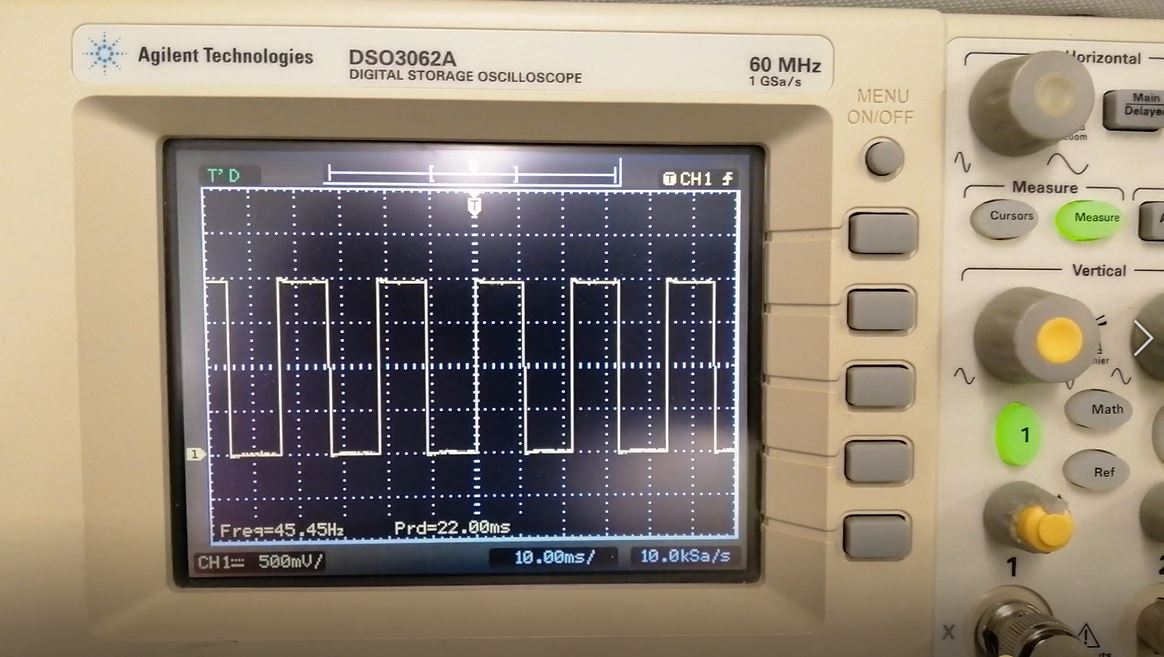 Agilent Technologies
DSO3062A
DIGITAL STORAGE OSCILLOSCOPE
60 MHz
1 GSa/s
MENU
ON/OFF
Horizontal
Main
Delayed
T'D
T
CH1
T
1
Freq=45.45Hz
Prd=22.00ms
CH1
500mV/
10.00ms/
10.0kSa/s
Measure
Cursors
Measure
Vertical
1
Math
Ref
1
X